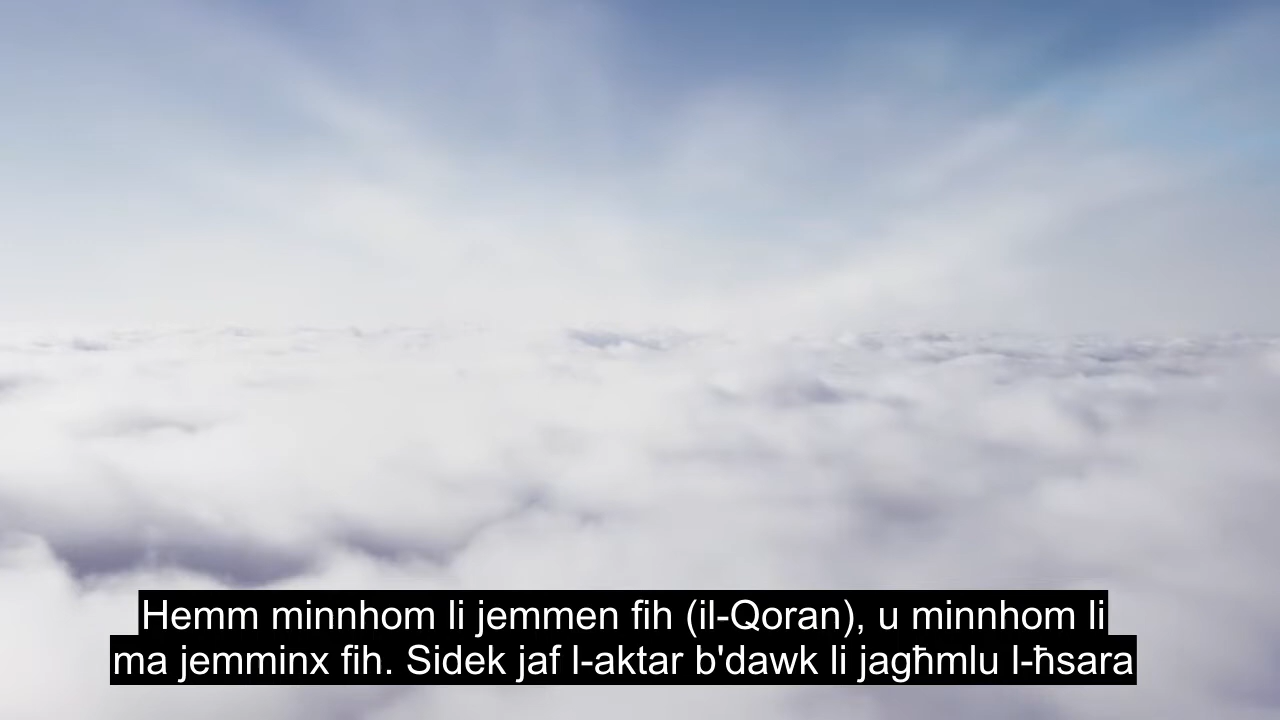 Hemm minnhom li jemmen fih (il-Qoran), u minnhom li
ma jemminx fih. Sidek jaf l-aktar b'dawk li jagħmlu l-ħsara